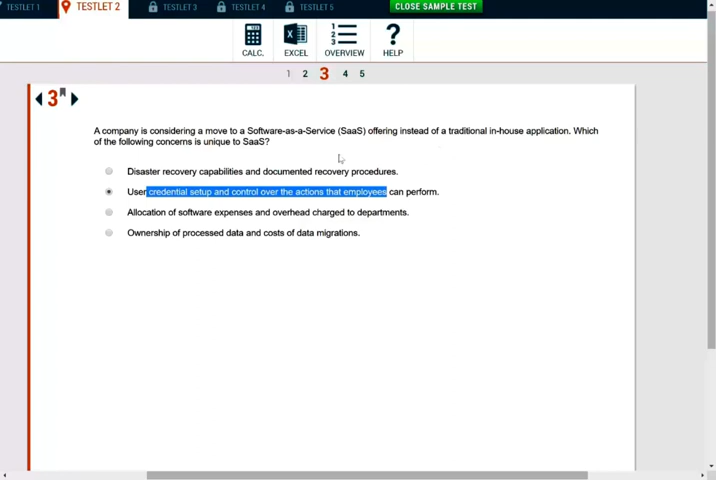 TESTLET 1 TESTLET 2 TESTLET 3 TESTLET 4 TESTLET 5 CLOSE SAMPLE TEST
1
2
3
CALC. EXCEL OVERVIEW ? HELP
1 2 3 4 5
3
A company is considering a move to a Software-as-a-Service (SaaS) offering instead of a traditional in-house application. Which
of the following concerns is unique to SaaS?
Disaster recovery capabilities and documented recovery procedures.
User credential setup and control over the actions that employees can perform.
Allocation of software expenses and overhead charged to departments.
Ownership of processed data and costs of data migrations.